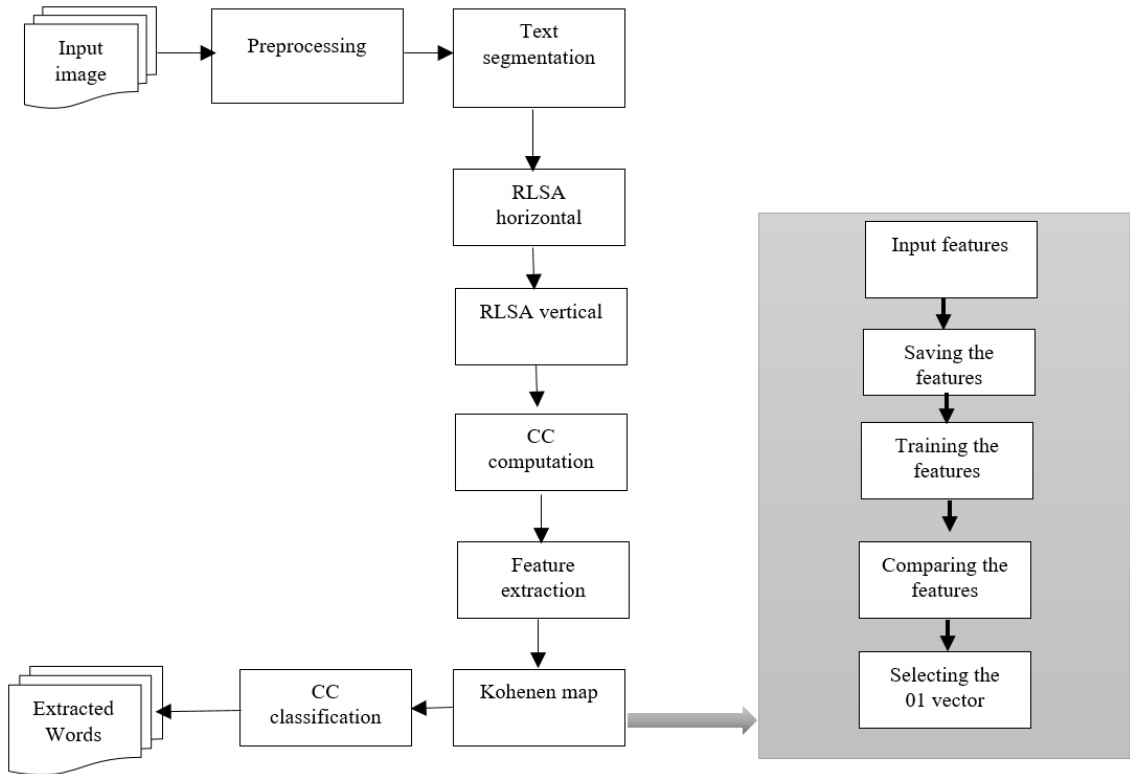 Input
image
Preprocessing
Text
segmentation
RLSA
horizontal
RLSA vertical
CC
computation
Feature
extraction
Kohenen map
CC
classification
Extracted
Words
Input features
Saving the
features
Training the
features
Comparing the
features
Selecting the
01 vector